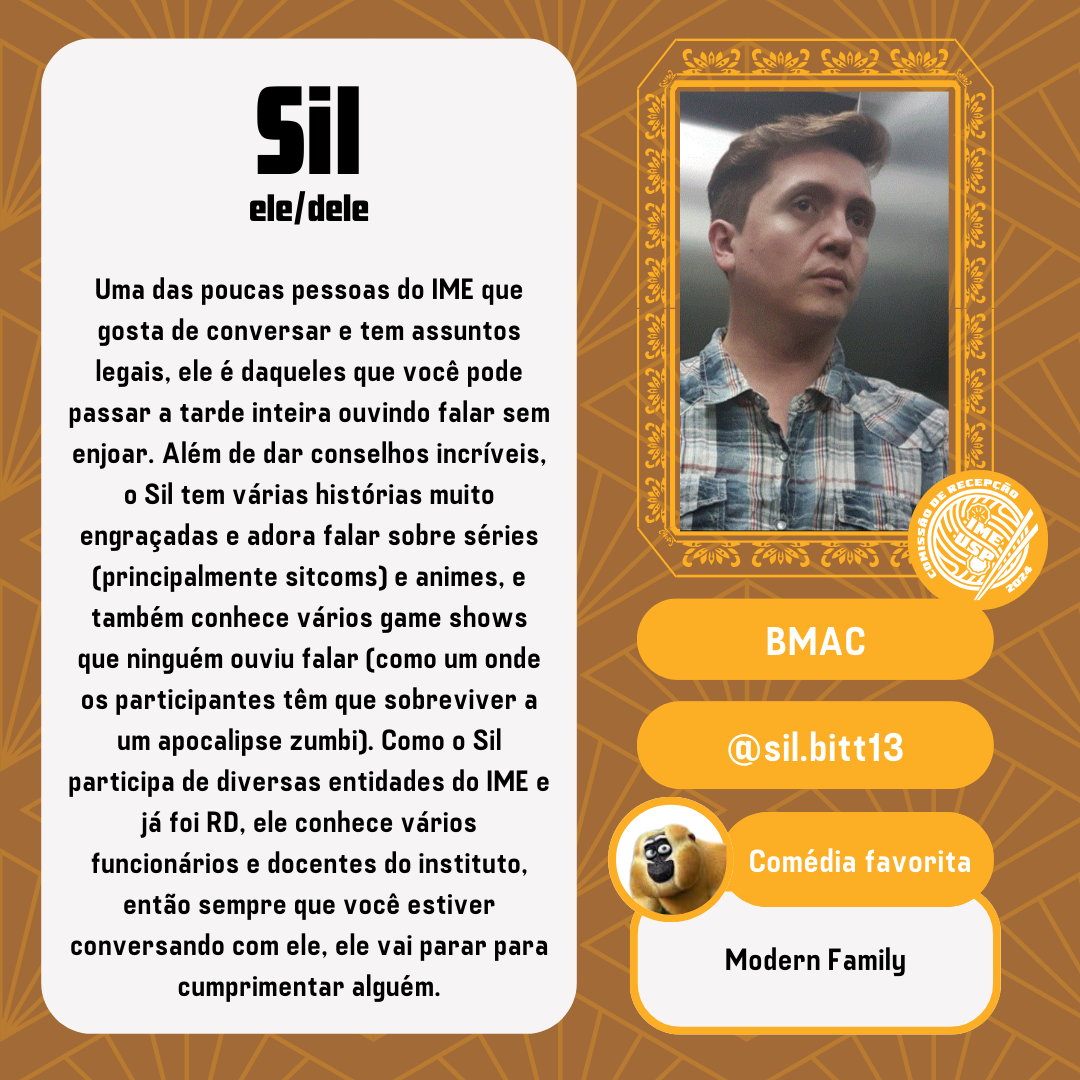 Sil
ele/dele
Uma das poucas pessoas do IME que
gosta de conversar e tem assuntos
legais, ele é daqueles que você pode
passar a tarde inteira ouvindo falar sem
enjoar. Além de dar conselhos incríveis,
o Sil tem várias histórias muito
engraçadas e adora falar sobre séries
(principalmente sitcoms) e animes, e
também conhece vários game shows
que ninguém ouviu falar (como um onde
os participantes têm que sobreviver a
um apocalipse zumbi). Como o Sil
participa de diversas entidades do IME e
já foi RD, ele conhece vários
funcionários e docentes do instituto,
então sempre que você estiver
conversando com ele, ele vai parar para
cumprimentar alguém.
COMISSÃO DE RECEPÇÃO
IME
USP
2024
BMAC
@sil.bitt13
Comédia favorita
Modern Family